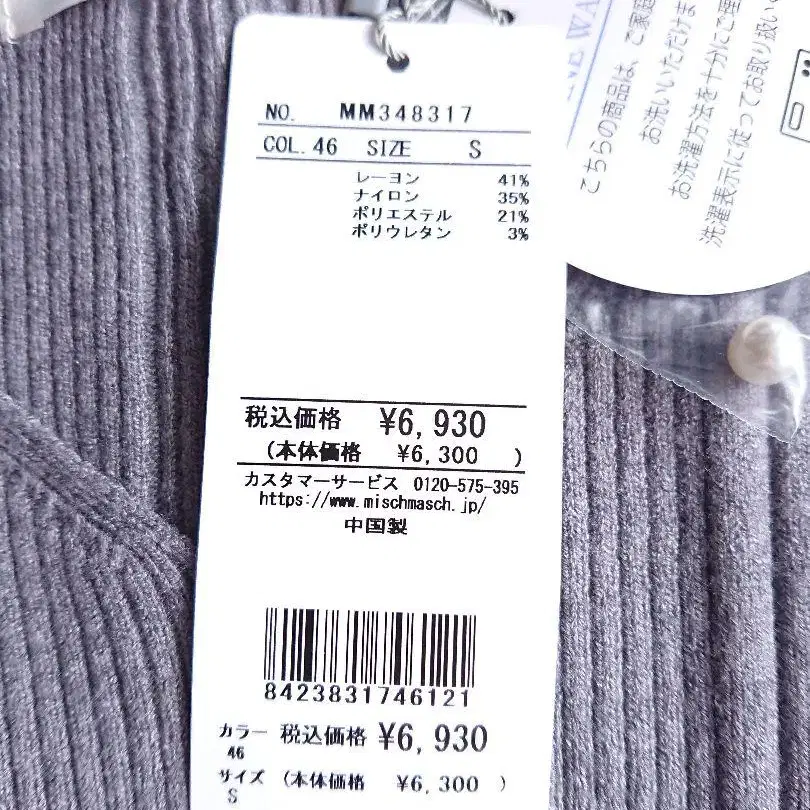 NO. MM348317
COL. 46 SIZE S
レーヨン 41%
ナイロン 35%
ポリエステル 21%
ポリウレタン 3%
税込価格 ¥6,930
(本体価格 ¥6,300 )
カスタマーサービス 0120-575-395
https://www.mischmasch.jp/
中国製
8423831746121
カラー 税込価格 ¥6,930
46
サイズ (本体価格 ¥6,300 )
S
こちらの商品は、ご家庭
お洗いいただけま
お洗濯方法を十分にご理
洗濯表示に従ってお取り扱い